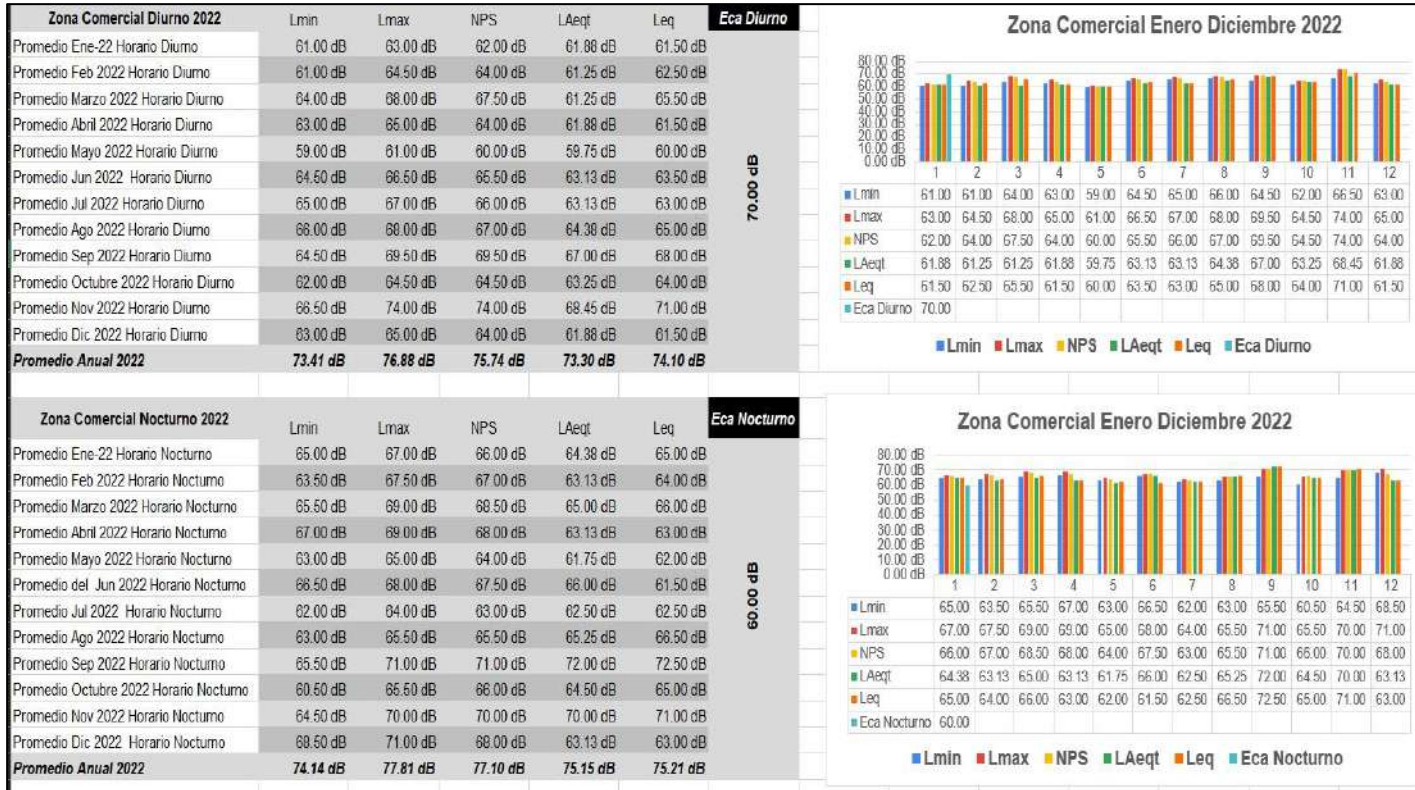 Zona Comercial Diurno 2022 Lmin Lmax NPS LAeqt Leq Eca Diurno
Promedio Ene-22 Horario Diurno 61.00 dB 63.00 dB 62.00 dB 61.88 dB 61.50 dB
Promedio Feb 2022 Horario Diurno 61.00 dB 64.50 dB 64.00 dB 61.25 dB 62.50 dB
Promedio Marzo 2022 Horario Diurno 64.00 dB 68.00 dB 67.50 dB 61.25 dB 65.50 dB
Promedio Abril 2022 Horario Diurno 63.00 dB 65.00 dB 64.00 dB 61.88 dB 61.50 dB
Promedio Mayo 2022 Horario Diurno 59.00 dB 61.00 dB 60.00 dB 59.75 dB 60.00 dB
Promedio Jun 2022 Horario Diurno 64.50 dB 66.50 dB 65.50 dB 63.13 dB 63.50 dB
Promedio Jul 2022 Horario Diurno 65.00 dB 67.00 dB 66.00 dB 63.13 dB 63.00 dB
Promedio Ago 2022 Horario Diurno 66.00 dB 68.00 dB 67.00 dB 64.38 dB 65.00 dB
Promedio Sep 2022 Horario Diurno 64.50 dB 69.50 dB 69.50 dB 67.00 dB 68.00 dB
Promedio Octubre 2022 Horario Diurno 62.00 dB 64.50 dB 64.50 dB 63.25 dB 64.00 dB
Promedio Nov 2022 Horario Diurno 66.50 dB 74.00 dB 74.00 dB 68.45 dB 71.00 dB
Promedio Dic 2022 Horario Diurno 63.00 dB 65.00 dB 64.00 dB 61.88 dB 61.50 dB
Promedio Anual 2022 73.41 dB 76.88 dB 75.74 dB 73.30 dB 74.10 dB
70.00 dB
Zona Comercial Enero Diciembre 2022
80.00 dB
70.00 dB
60.00 dB
50.00 dB
40.00 dB
30.00 dB
20.00 dB
10.00 dB
0.00 dB
1 2 3 4 5 6 7 8 9 10 11 12
Lmin 61.00 61.00 64.00 63.00 59.00 64.50 65.00 66.00 64.50 62.00 66.50 63.00
Lmax 63.00 64.50 68.00 65.00 61.00 66.50 67.00 68.00 69.50 64.50 74.00 65.00
NPS 62.00 64.00 67.50 64.00 60.00 65.50 66.00 67.00 69.50 64.50 74.00 64.00
LAeqt 61.88 61.25 61.25 61.88 59.75 63.13 63.13 64.38 67.00 63.25 68.45 61.88
Leq 61.50 62.50 65.50 61.50 60.00 63.50 63.00 65.00 68.00 64.00 71.00 61.50
Eca Diurno 70.00
Lmin Lmax NPS LAeqt Leq Eca Diurno
Zona Comercial Nocturno 2022 Lmin Lmax NPS LAeqt Leq Eca Nocturno
Promedio Ene-22 Horario Nocturno 65.00 dB 67.00 dB 66.00 dB 64.38 dB 65.00 dB
Promedio Feb 2022 Horario Nocturno 63.50 dB 67.50 dB 67.00 dB 63.13 dB 64.00 dB
Promedio Marzo 2022 Horario Nocturno 65.50 dB 69.00 dB 68.50 dB 65.00 dB 66.00 dB
Promedio Abril 2022 Horario Nocturno 67.00 dB 69.00 dB 68.00 dB 63.13 dB 63.00 dB
Promedio Mayo 2022 Horario Nocturno 63.00 dB 65.00 dB 64.00 dB 61.75 dB 62.00 dB
Promedio del Jun 2022 Horario Nocturno 66.50 dB 68.00 dB 67.50 dB 66.00 dB 61.50 dB
Promedio Jul 2022 Horario Nocturno 62.00 dB 64.00 dB 63.00 dB 62.50 dB 62.50 dB
Promedio Ago 2022 Horario Nocturno 63.00 dB 65.50 dB 65.50 dB 65.25 dB 66.50 dB
Promedio Sep 2022 Horario Nocturno 65.50 dB 71.00 dB 71.00 dB 72.00 dB 72.50 dB
Promedio Octubre 2022 Horario Nocturno 60.50 dB 65.50 dB 66.00 dB 64.50 dB 65.00 dB
Promedio Nov 2022 Horario Nocturno 64.50 dB 70.00 dB 70.00 dB 70.00 dB 71.00 dB
Promedio Dic 2022 Horario Nocturno 68.50 dB 71.00 dB 68.00 dB 63.13 dB 63.00 dB
Promedio Anual 2022 74.14 dB 77.81 dB 77.10 dB 75.15 dB 75.21 dB
60.00 dB
Zona Comercial Enero Diciembre 2022
80.00 dB
70.00 dB
60.00 dB
50.00 dB
40.00 dB
30.00 dB
20.00 dB
10.00 dB
0.00 dB
1 2 3 4 5 6 7 8 9 10 11 12
Lmin 65.00 63.50 65.50 67.00 63.00 66.50 62.00 63.00 65.50 60.50 64.50 68.50
Lmax 67.00 67.50 69.00 69.00 65.00 68.00 64.00 65.50 71.00 65.50 70.00 71.00
NPS 66.00 67.00 68.50 68.00 64.00 67.50 63.00 65.50 71.00 66.00 70.00 68.00
LAeqt 64.38 63.13 65.00 63.13 61.75 66.00 62.50 65.25 72.00 64.50 70.00 63.13
Leq 65.00 64.00 66.00 63.00 62.00 61.50 62.50 66.50 72.50 65.00 71.00 63.00
Eca Nocturno 60.00
Lmin Lmax NPS LAeqt Leq Eca Nocturno